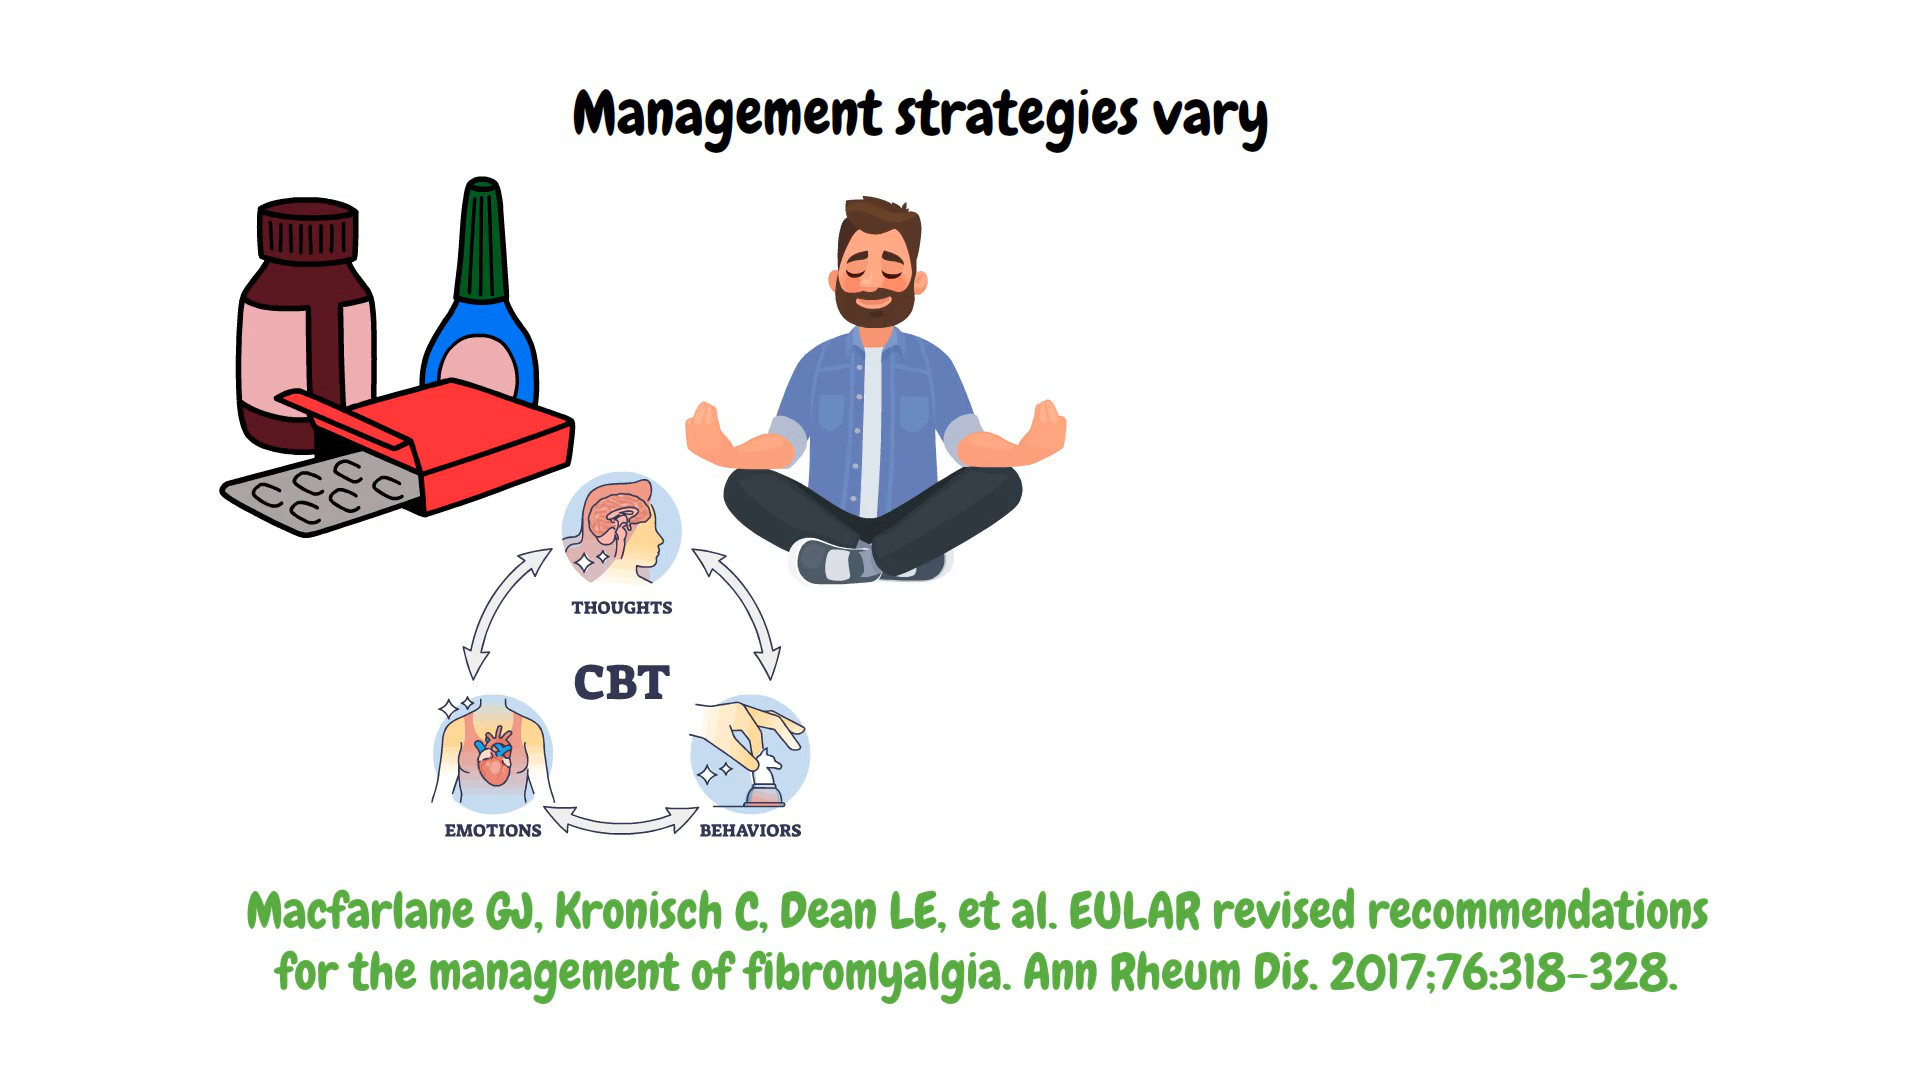 Management strategies vary
THOUGHTS
CBT
EMOTIONS
BEHAVIORS
Macfarlane GJ, Kronisch C, Dean LE, et al. EULAR revised recommendations
for the management of fibromyalgia. Ann Rheum Dis. 2017;76:318-328.